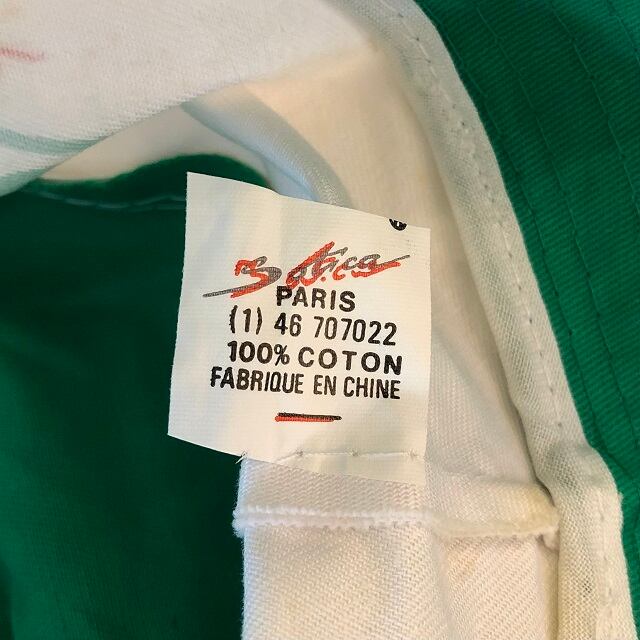 PARIS
(1) 46 707022
100% COTON
FABRIQUE EN CHINE